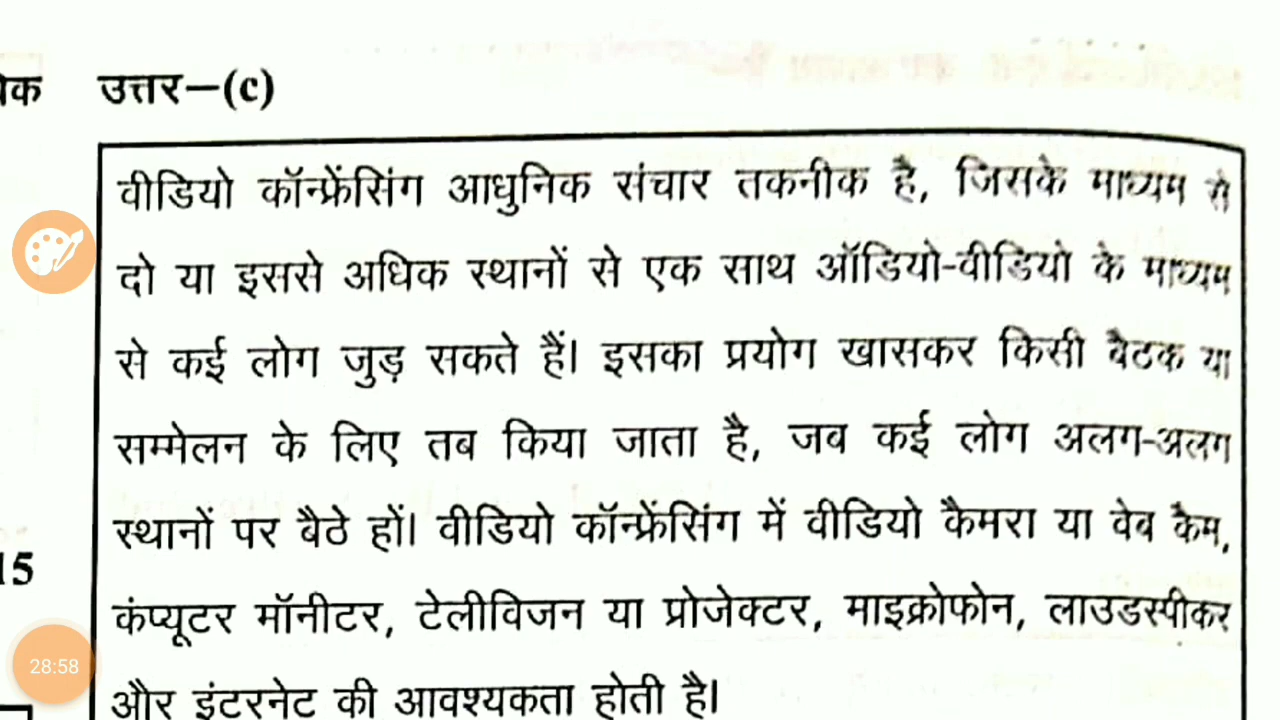 उत्तर–(c)
वीडियो कॉन्फ्रेंसिंग आधुनिक संचार तकनीक है, जिसके माध्यम से
दो या इससे अधिक स्थानों से एक साथ ऑडियो-वीडियो के माध्यम
से कई लोग जुड़ सकते हैं। इसका प्रयोग खासकर किसी बैठक या
सम्मेलन के लिए तब किया जाता है, जब कई लोग अलग-अलग
स्थानों पर बैठे हों। वीडियो कॉन्फ्रेंसिंग में वीडियो कैमरा या वेब कैम,
15
कंप्यूटर मॉनीटर, टेलीविजन या प्रोजेक्टर, माइक्रोफोन, लाउडस्पीकर
28:58
और इंटरनेट की आवश्यकता होती है।